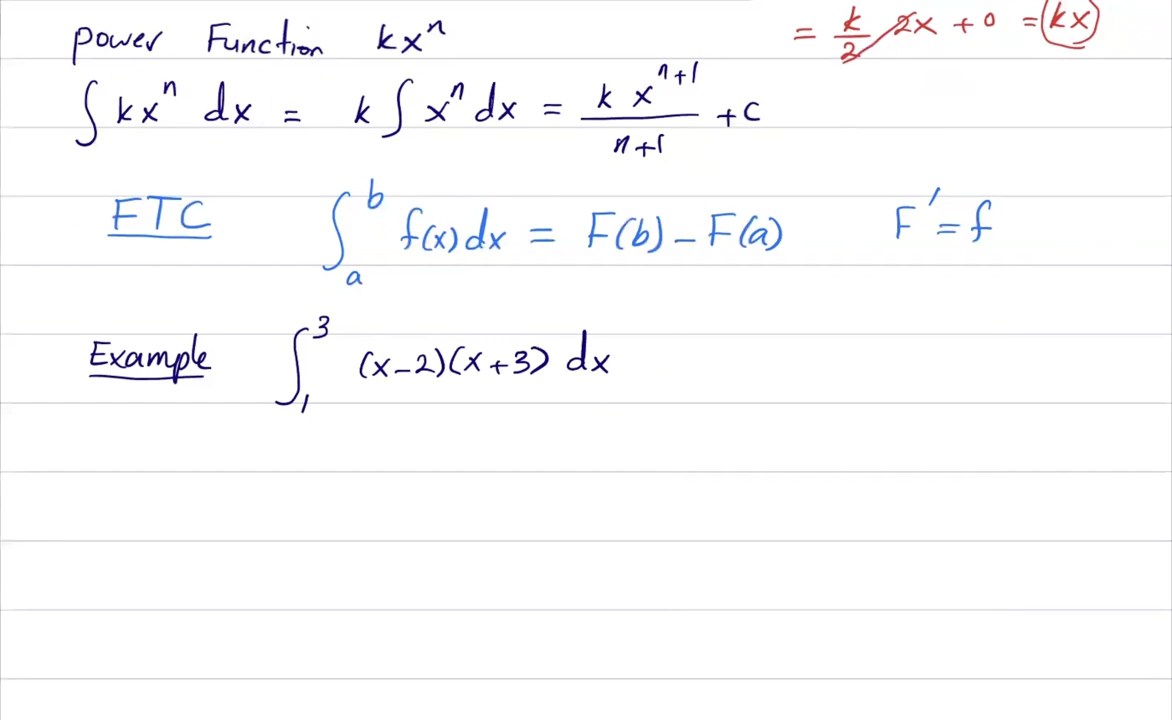 power Function kxⁿ
= k/2 2x + 0 = kx
∫ kxⁿ dx = k ∫ xⁿ dx = k xⁿ⁺¹/n+1 + c
FTC ∫ₐᵇ f(x) dx = F(b) - F(a) F' = f
Example ∫₁³ (x-2)(x+3) dx